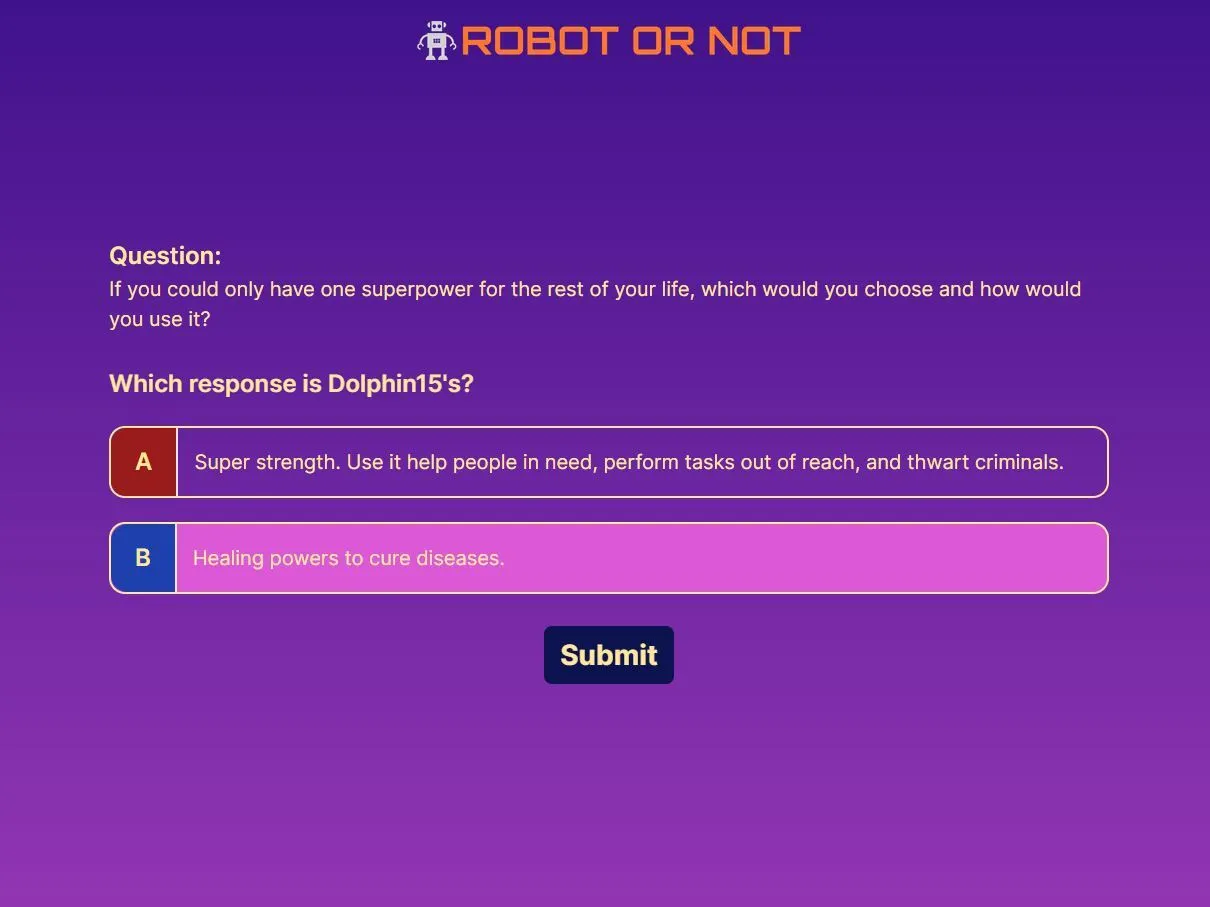 ROBOT OR NOT
Question:
If you could only have one superpower for the rest of your life, which would you choose and how would
you use it?
Which response is Dolphin15's?
A
Super strength. Use it help people in need, perform tasks out of reach, and thwart criminals.
B
Healing powers to cure diseases.
Submit